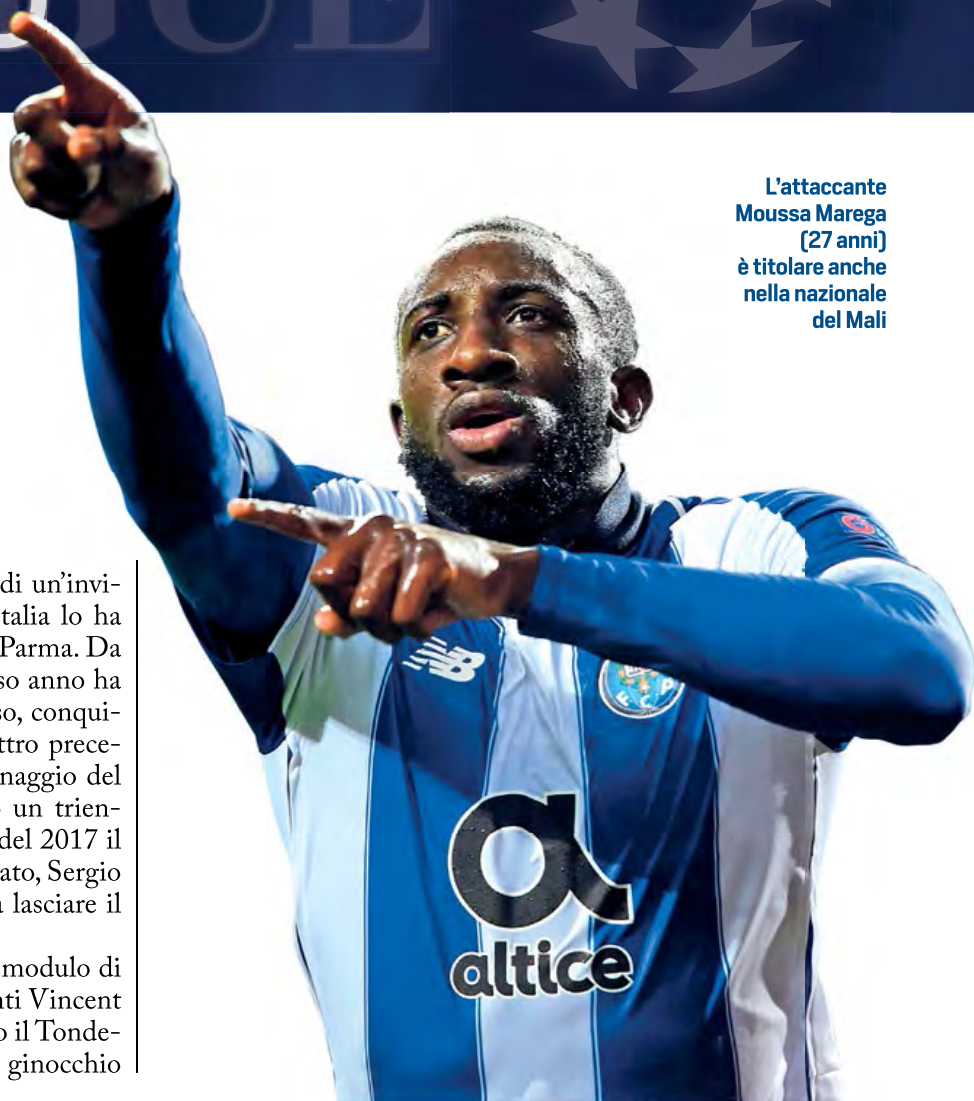 GUE
L'attaccante
Moussa Marega
(27 anni)
è titolare anche
nella nazionale
del Mali
di un'invi-
talia lo ha
Parma. Da
so anno ha
so, conqui-
ttro prece-
naggio del
un trien-
del 2017 il
ato, Sergio
a lasciare il
modulo di
nti Vincent
o il Tonde-
ginocchio
F C P
altice